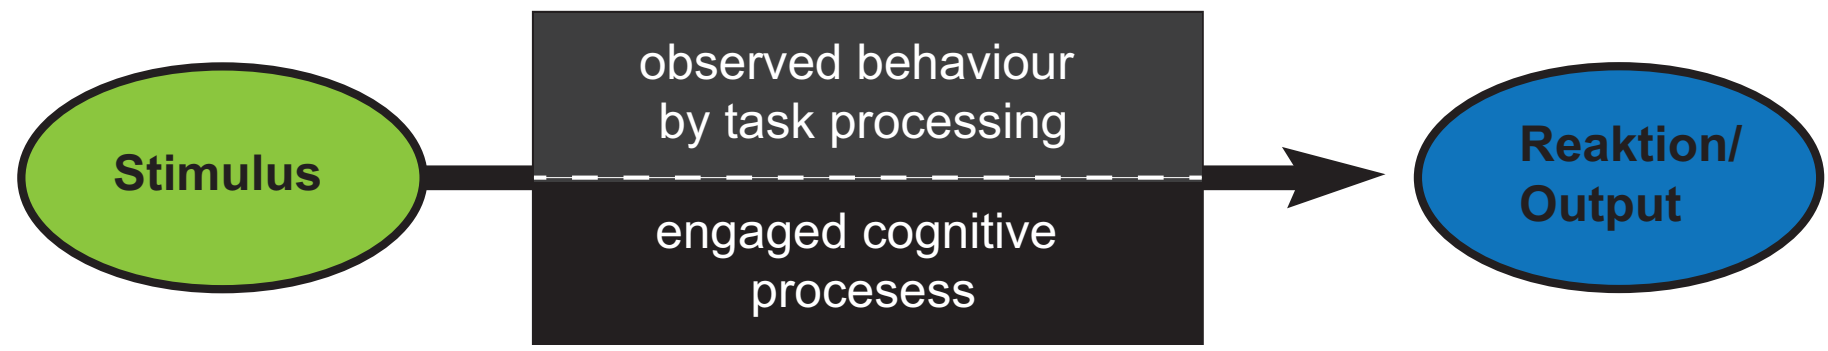 Stimulus
observed behaviour
by task processing
engaged cognitive
procesess
Reaktion/
Output